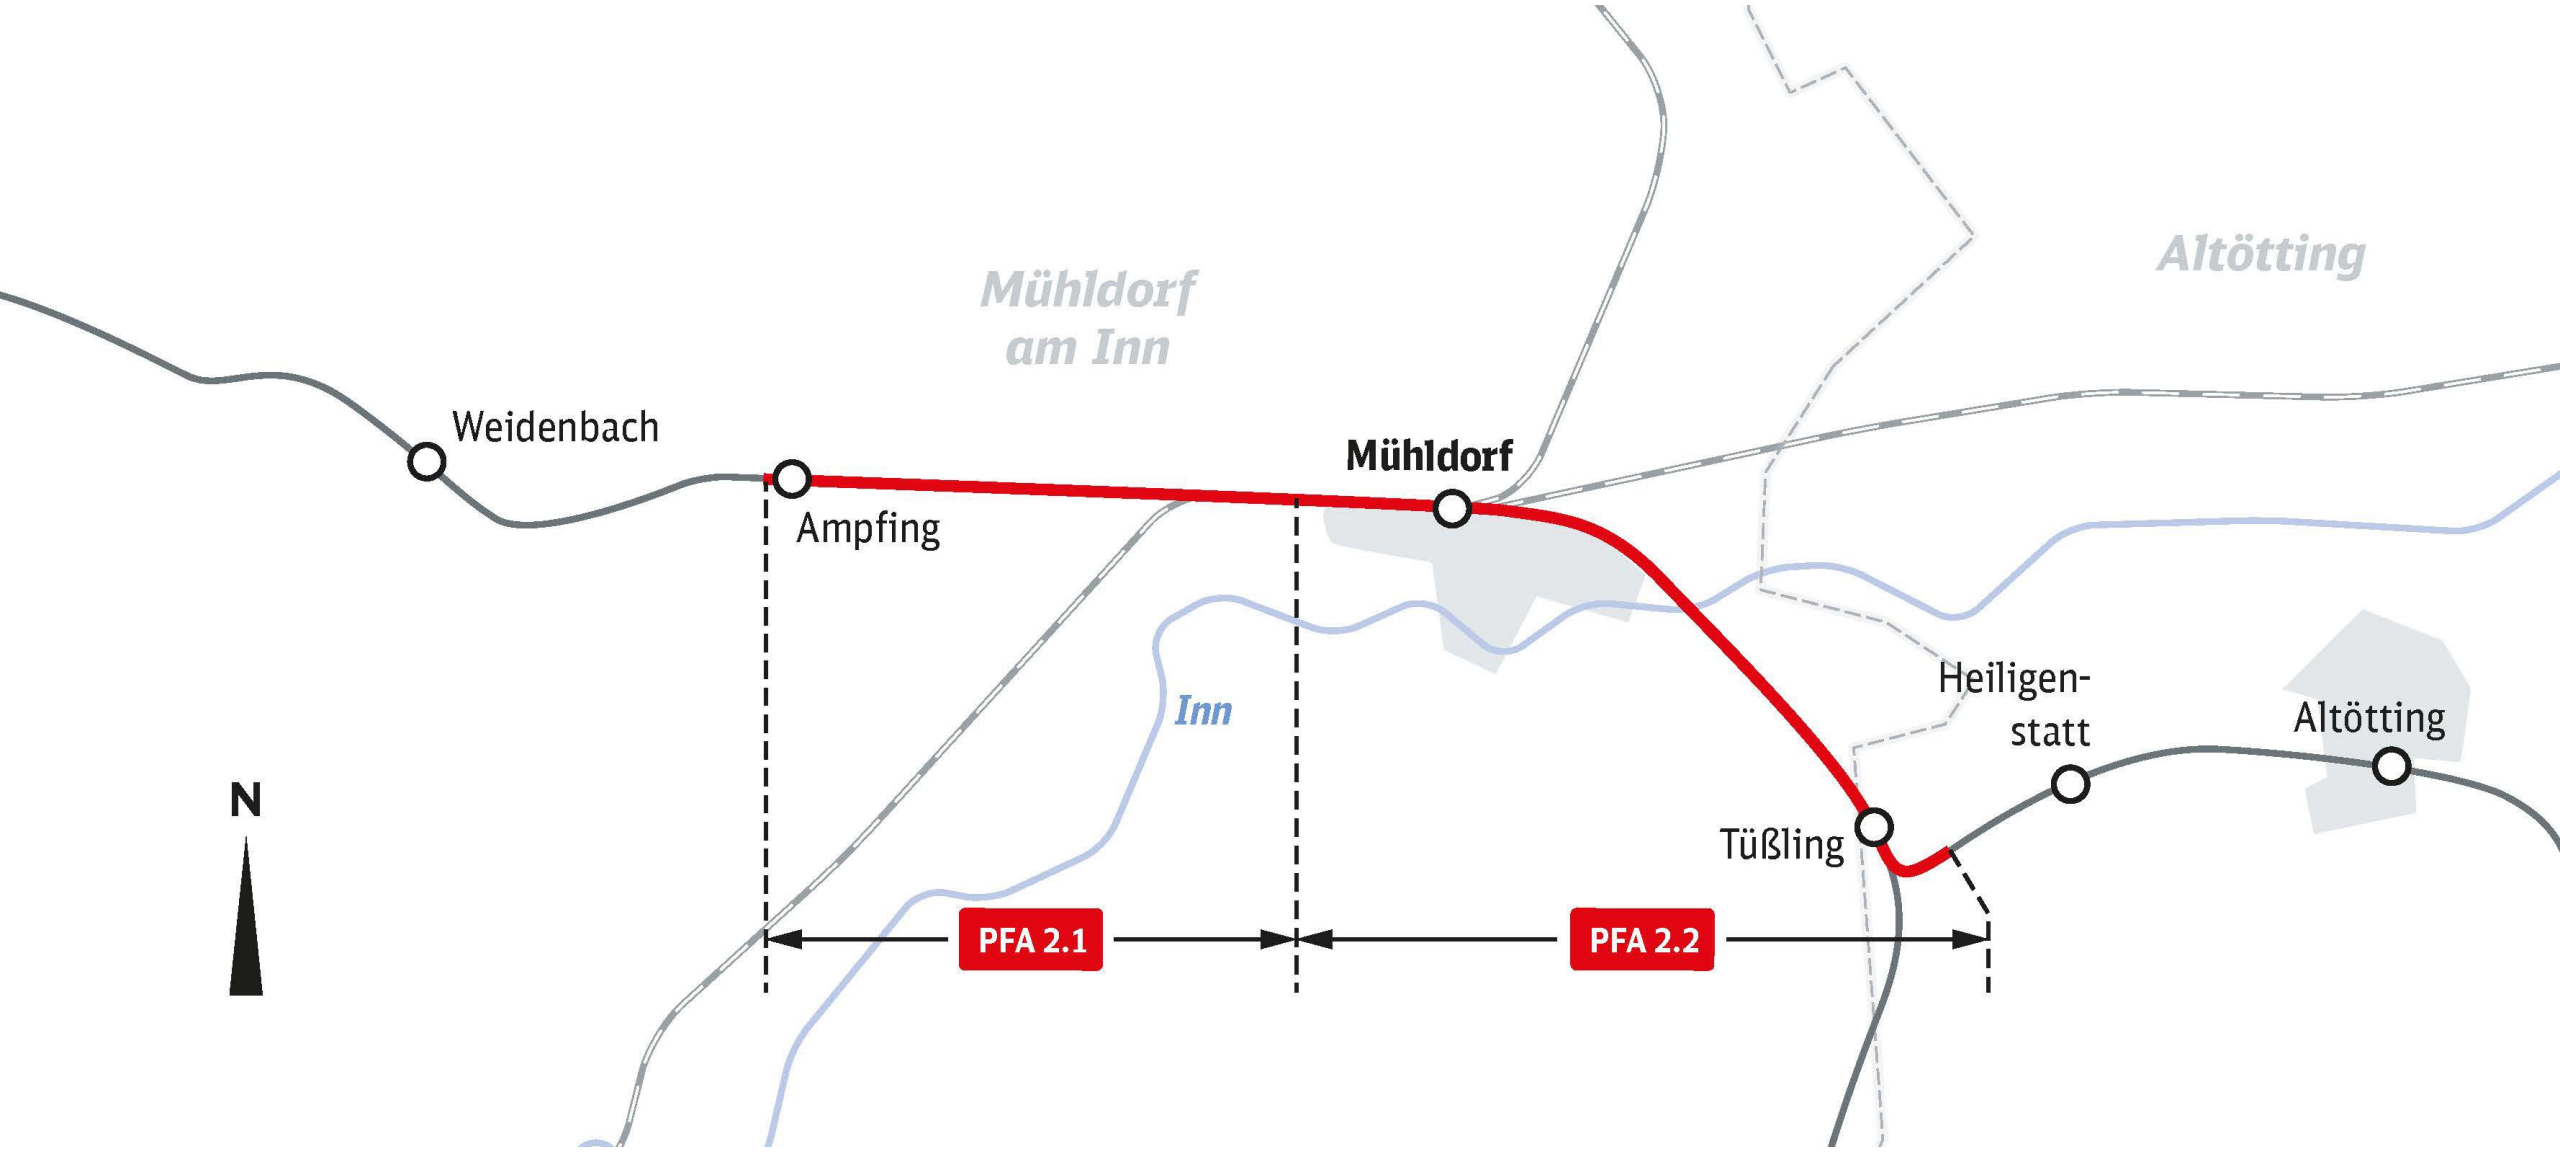 Mühldorf
am Inn
Altötting
Weidenbach
Mühldorf
Ampfing
Inn
Heiligen-
statt
Altötting
Tüßling
N
PFA 2.1
PFA 2.2